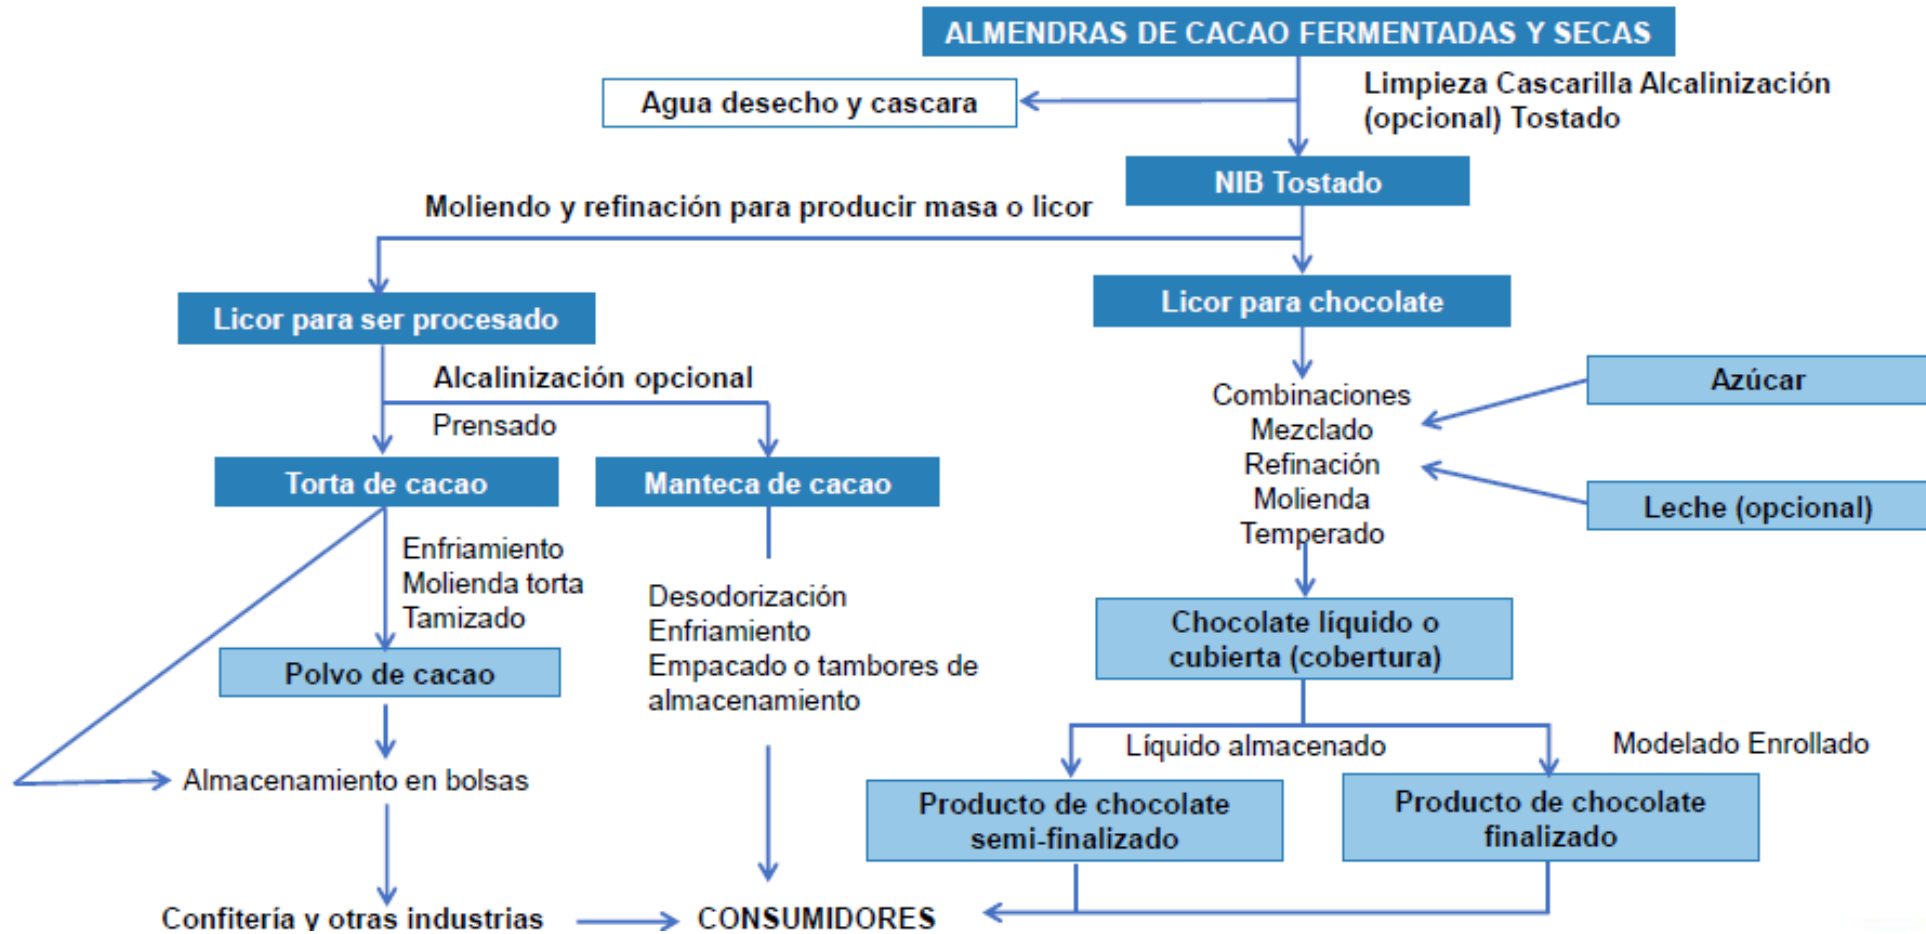 ALMENDRAS DE CACAO FERMENTADAS Y SECAS
Agua desecho y cascara
Limpieza Cascarilla Alcalinización
(opcional) Tostado
NIB Tostado
Moliendo y refinación para producir masa o licor
Licor para ser procesado
Licor para chocolate
Alcalinización opcional
Prensado
Torta de cacao
Manteca de cacao
Combinaciones
Mezclado
Refinación
Molienda
Temperado
Azúcar
Leche (opcional)
Enfriamiento
Molienda torta
Tamizado
Polvo de cacao
Desodorización
Enfriamiento
Empacado o tambores de
almacenamiento
Chocolate líquido o
cubierta (cobertura)
Líquido almacenado
Modelado Enrollado
Almacenamiento en bolsas
Producto de chocolate
semi-finalizado
Producto de chocolate
finalizado
Confitería y otras industrias
CONSUMIDORES